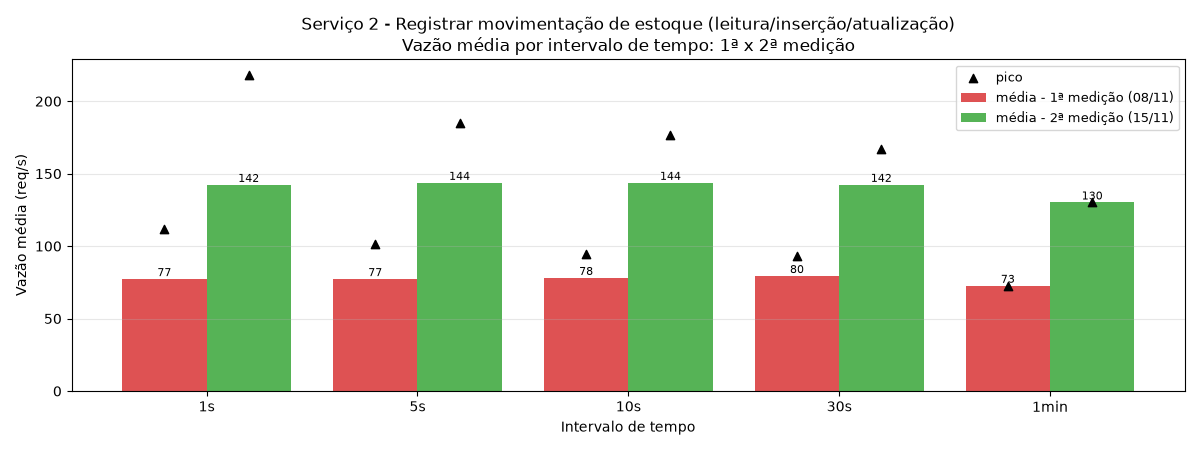 Serviço 2 - Registrar movimentação de estoque (leitura/inserção/atualização)
Vazão média por intervalo de tempo: 1ª x 2ª medição
pico
média - 1ª medição (08/11)
média - 2ª medição (15/11)
Vazão média (req/s)
200
150
100
50
0
77
142
77
144
78
144
80
142
73
130
1s
5s
10s
30s
1min
Intervalo de tempo